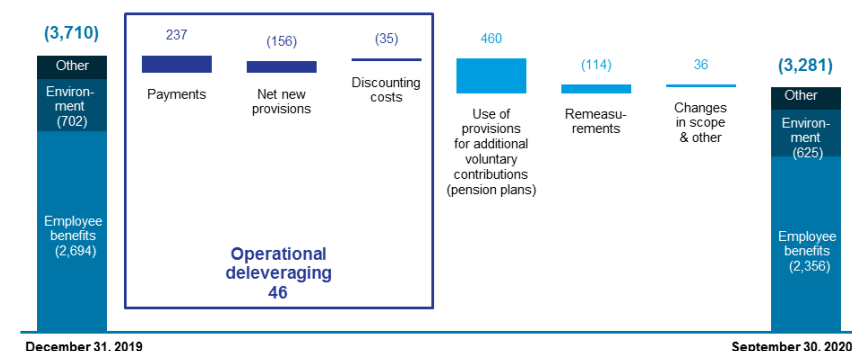 (3,710)
Other
Environ-
ment
(702)
Employee
benefits
(2,694)
237
Payments
(156)
Net new
provisions
(35)
Discounting
costs
Operational
deleveraging
46
460
Use of
provisions
for additional
voluntary
contributions
(pension plans)
(114)
Remeasu-
rements
36
Changes
in scope
& other
(3,281)
Other
Environ-
ment
(625)
Employee
benefits
(2,356)
December 31, 2019
September 30, 2020